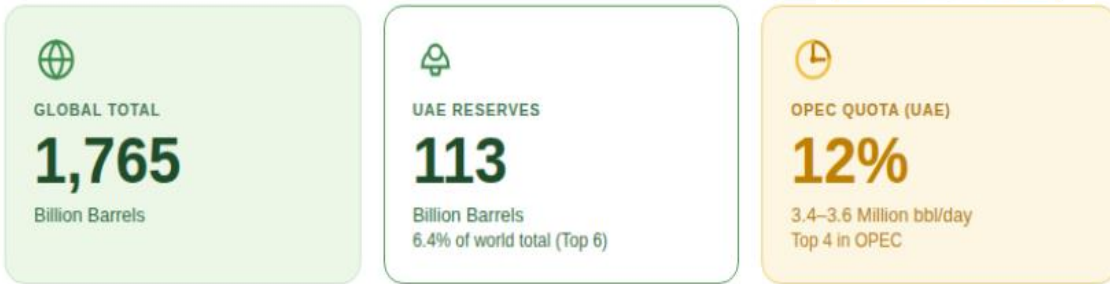 GLOBAL TOTAL
1,765
Billion Barrels
UAE RESERVES
113
Billion Barrels
6.4% of world total (Top 6)
OPEC QUOTA (UAE)
12%
3.4–3.6 Million bbl/day
Top 4 in OPEC